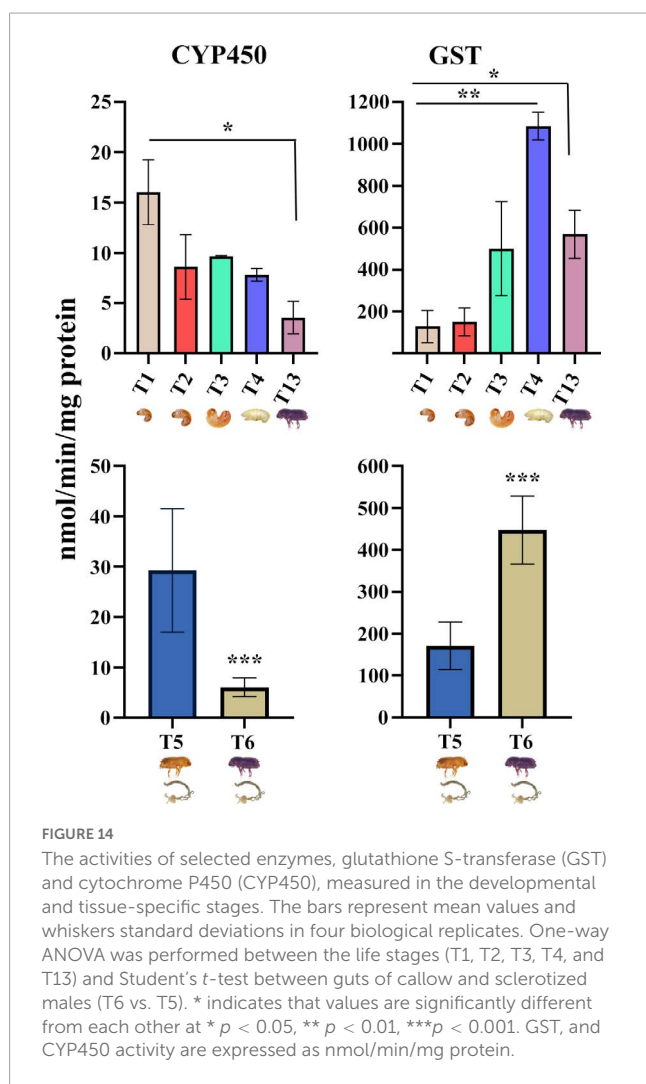 CYP450
GST
nmol/min/mg protein
25
20
15
10
5
0
*
T1
T2
T3
T4
T13
1200
1000
800
600
400
200
*
**
T1
T2
T3
T4
T13
50
40
30
20
10
0
***
T5
T6
600
500
400
300
200
100
0
***
T5
T6
FIGURE 14
The activities of selected enzymes, glutathione S-transferase (GST)
and cytochrome P450 (CYP450), measured in the developmental
and tissue-specific stages. The bars represent mean values and
whiskers standard deviations in four biological replicates. One-way
ANOVA was performed between the life stages (T1, T2, T3, T4, and
T13) and Student's t-test between guts of callow and sclerotized
males (T6 vs. T5). * indicates that values are significantly different
from each other at * p < 0.05, ** p < 0.01, ***p < 0.001. GST, and
CYP450 activity are expressed as nmol/min/mg protein.